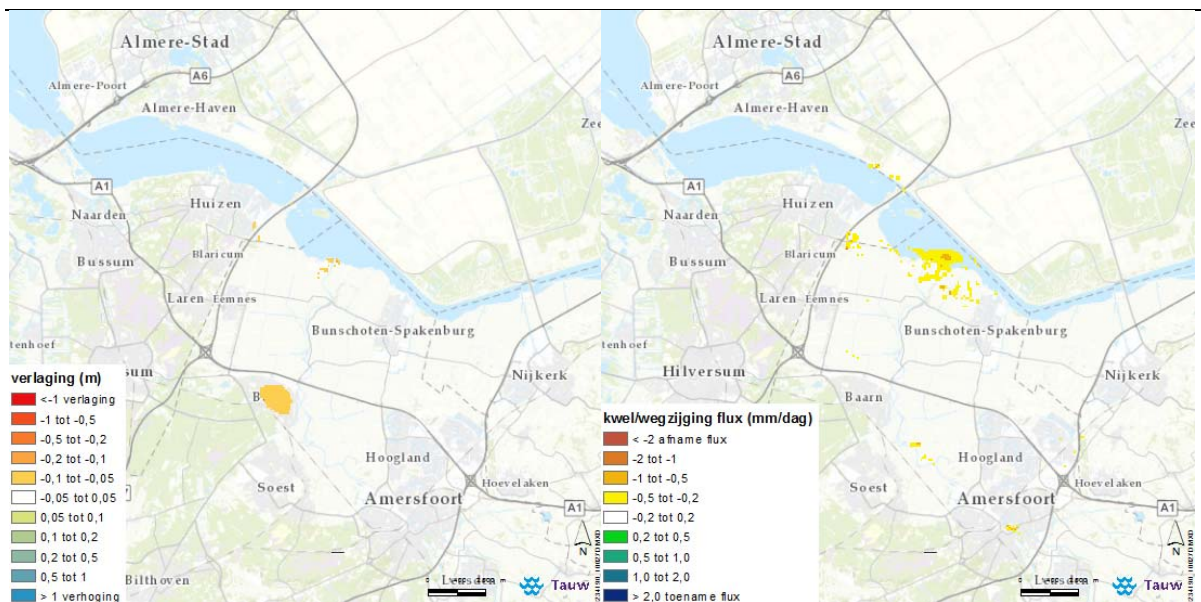 Almere-Stad
A6
Almere-Poort
Almere-Haven
Zee
A1
Naarden
Huizen
Bussum
Blaricum
Laren Eemnes
Bunschoten-Spakenburg
tenhoef
Nijkerk
verlaging (m)
<-1 verlaging
-1 tot -0,5
-0,5 tot -0,2
-0,2 tot -0,1
-0,1 tot -0,05
-0,05 tot 0,05
0,05 tot 0,1
0,1 tot 0,2
0,2 tot 0,5
0,5 tot 1
> 1 verhoging
Hoogland
Soest
Hoevelaken
Amersfoort
A1
Bilthoven
N
Tauw
Almere-Stad
A6
Almere-Poort
Almere-Haven
Zee
A1
Naarden
Huizen
Bussum
Blaricum
Laren Eemnes
Bunschoten-Spakenburg
tenhoef
Hilversum
Nijkerk
Baarn
kwel/wegzijging flux (mm/dag)
< -2 afname flux
-2 tot -1
-1 tot -0,5
-0,5 tot -0,2
-0,2 tot 0,2
0,2 tot 0,5
0,5 tot 1,0
1,0 tot 2,0
> 2,0 toename flux
Hoogland
Soest
Hoevelaken
Amersfoort
A1
N
Tauw